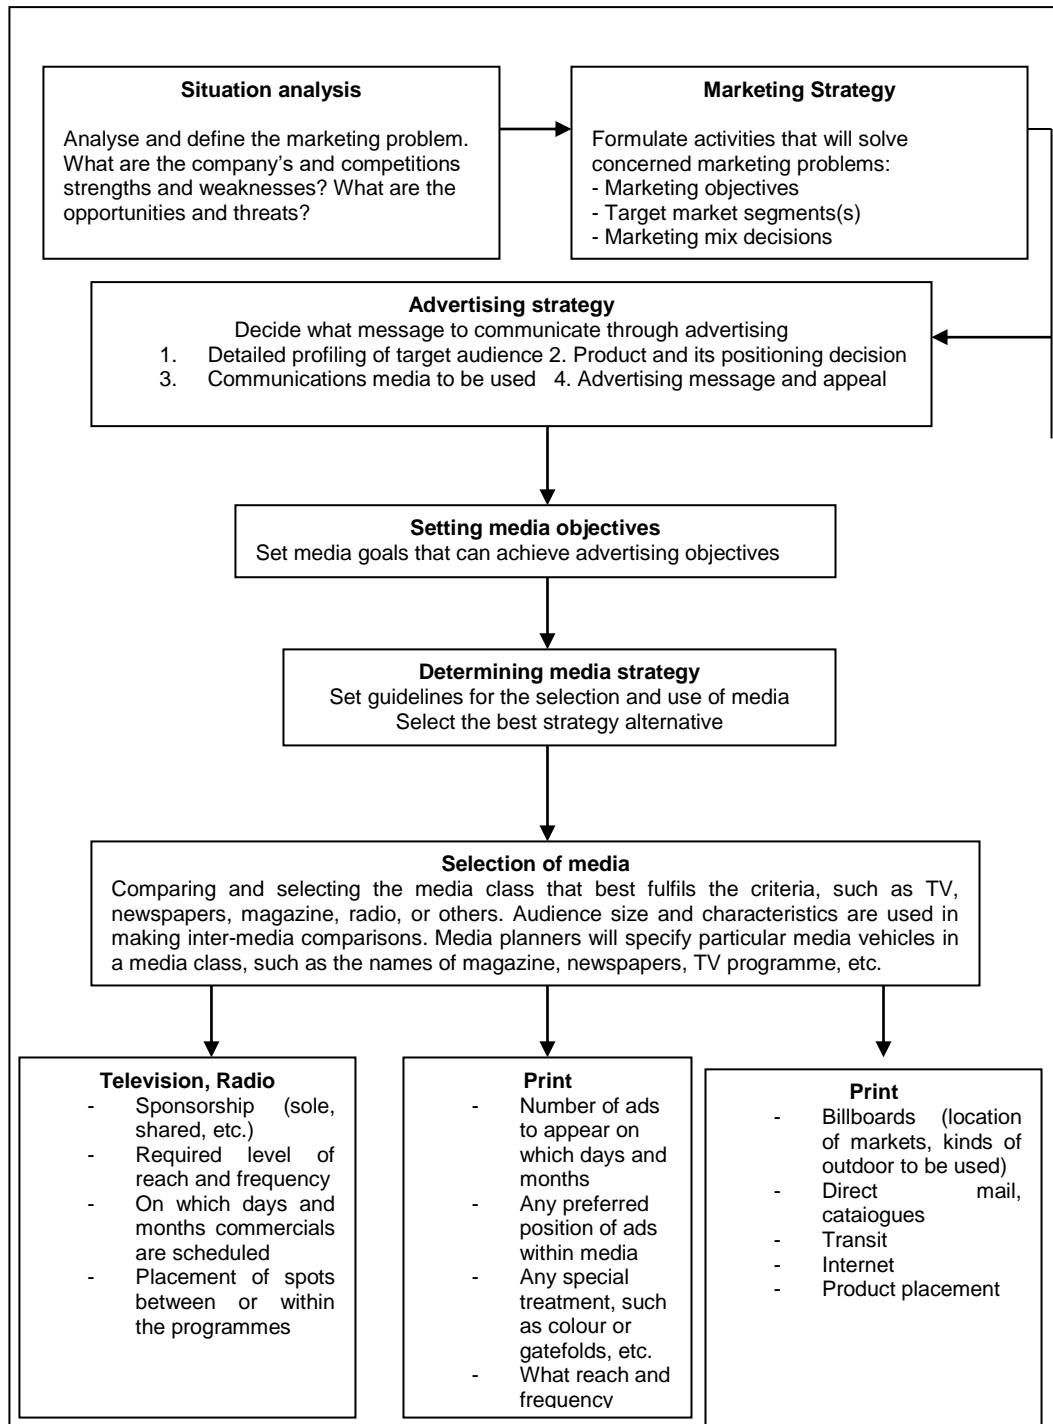 Situation analysis
Analyse and define the marketing problem.
What are the company's and competitions
strengths and weaknesses? What are the
opportunities and threats?
Marketing Strategy
Formulate activities that will solve
concerned marketing problems:
- Marketing objectives
- Target market segments(s)
- Marketing mix decisions
Advertising strategy
Decide what message to communicate through advertising
1. Detailed profiling of target audience 2. Product and its positioning decision
3. Communications media to be used 4. Advertising message and appeal
Setting media objectives
Set media goals that can achieve advertising objectives
Determining media strategy
Set guidelines for the selection and use of media
Select the best strategy alternative
Selection of media
Comparing and selecting the media class that best fulfils the criteria, such as TV,
newspapers, magazine, radio, or others. Audience size and characteristics are used in
making inter-media comparisons. Media planners will specify particular media vehicles in
a media class, such as the names of magazine, newspapers, TV programme, etc.
Television, Radio
- Sponsorship (sole,
shared, etc.)
- Required level of
reach and frequency
- On which days and
months commercials
are scheduled
- Placement of spots
between or within
the programmes
Print
- Number of ads
to appear on
which days and
months
- Any preferred
position of ads
within media
- Any special
treatment, such
as colour or
gatefolds, etc.
- What reach and
frequency
Print
- Billboards (location
of markets, kinds of
outdoor to be used)
- Direct mail,
cataiogues
- Transit
- Internet
- Product placement